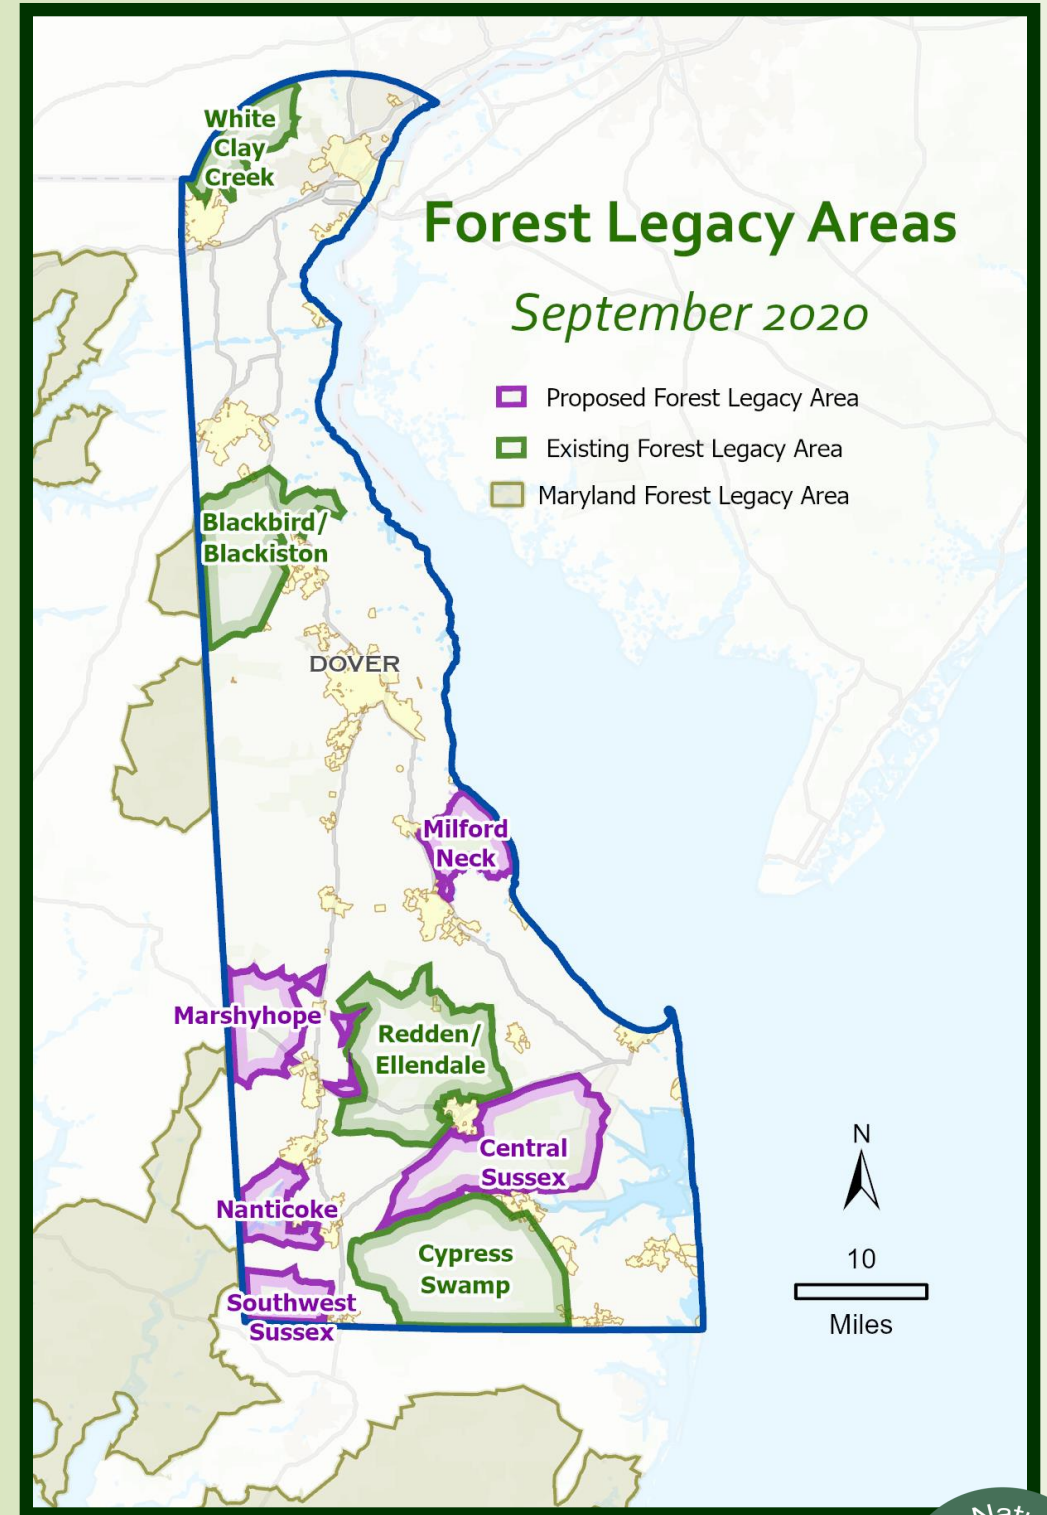 White
Clay
Creek
Forest Legacy Areas
September 2020
Proposed Forest Legacy Area
Existing Forest Legacy Area
Maryland Forest Legacy Area
Blackbird/
Blackiston
DOVER
Milford
Neck
Marshyhope
Redden/
Ellendale
Central
Sussex
Nanticoke
Cypress
Swamp
Southwest
Sussex
N
10
Miles